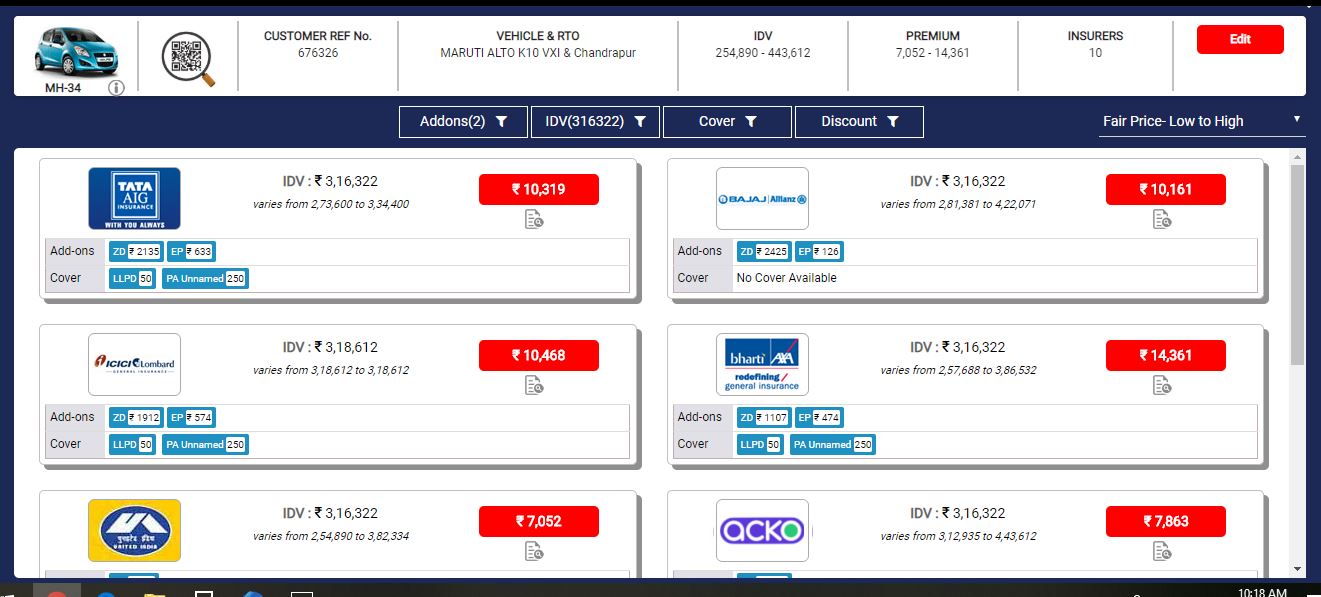 CUSTOMER REF No.
676326
VEHICLE & RTO
MARUTI ALTO K10 VXI & Chandrapur
IDV
254,890 - 443,612
PREMIUM
7,052 - 14,361
INSURERS
10
Edit
MH-34
Addons(2)
IDV(316322)
Cover
Discount
Fair Price- Low to High
TATA
AIG
INSURANCE
WITH YOU ALWAYS
IDV : ₹ 3,16,322
varies from 2,73,600 to 3,34,400
₹ 10,319
Add-ons ZD ₹ 2135 EP ₹ 633
Cover LLPD 50 PA Unnamed 250
BAJAJ Allianz
IDV : ₹ 3,16,322
varies from 2,81,381 to 4,22,071
₹ 10,161
Add-ons ZD ₹ 2425 EP ₹ 126
Cover No Cover Available
ICICI Lombard
GENERAL INSURANCE
IDV : ₹ 3,18,612
varies from 3,18,612 to 3,18,612
₹ 10,468
Add-ons ZD ₹ 1912 EP ₹ 574
Cover LLPD 50 PA Unnamed 250
bharti AXA
redefining /
general insurance
IDV : ₹ 3,16,322
varies from 2,57,688 to 3,86,532
₹ 14,361
Add-ons ZD ₹ 1107 EP ₹ 474
Cover LLPD 50 PA Unnamed 250
युनाइटेड इंडिया
UNITED INDIA
IDV : ₹ 3,16,322
varies from 2,54,890 to 3,82,334
₹ 7,052
ACKO
IDV : ₹ 3,16,322
varies from 3,12,935 to 4,43,612
₹ 7,863
10:18 AM